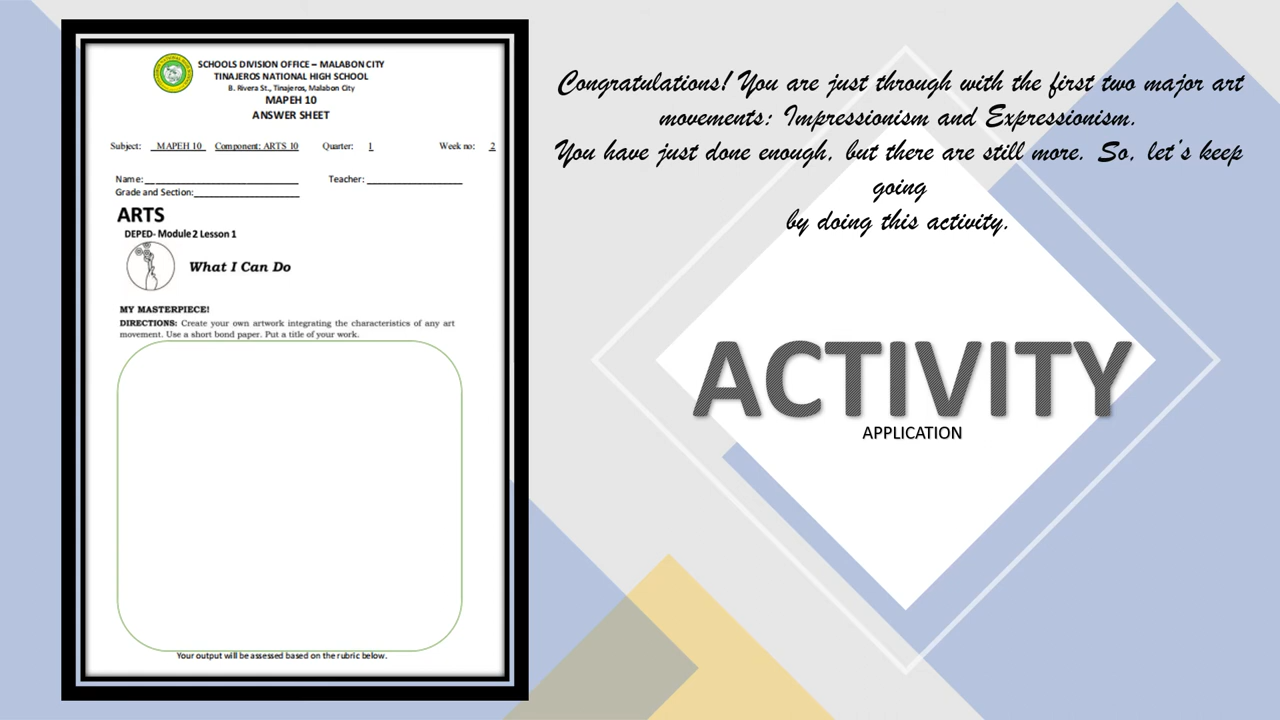 SCHOOLS DIVISION OFFICE – MALABON CITY
TINAJEROS NATIONAL HIGH SCHOOL
B. Rivera St., Tinajeros, Malabon City
MAPEH 10
ANSWER SHEET
Subject: MAPEH 10 Component: ARTS 10 Quarter: 1 Week no: 2
Name: Teacher:
Grade and Section:
ARTS
DEPED- Module 2 Lesson 1
What I Can Do
MY MASTERPIECE!
DIRECTIONS: Create your own artwork integrating the characteristics of any art
movement. Use a short bond paper. Put a title of your work.
Your output will be assessed based on the rubric below.
Congratulations! You are just through with the first two major art
movements: Impressionism and Expressionism.
You have just done enough, but there are still more. So, let's keep
going
by doing this activity.
ACTIVITY
APPLICATION